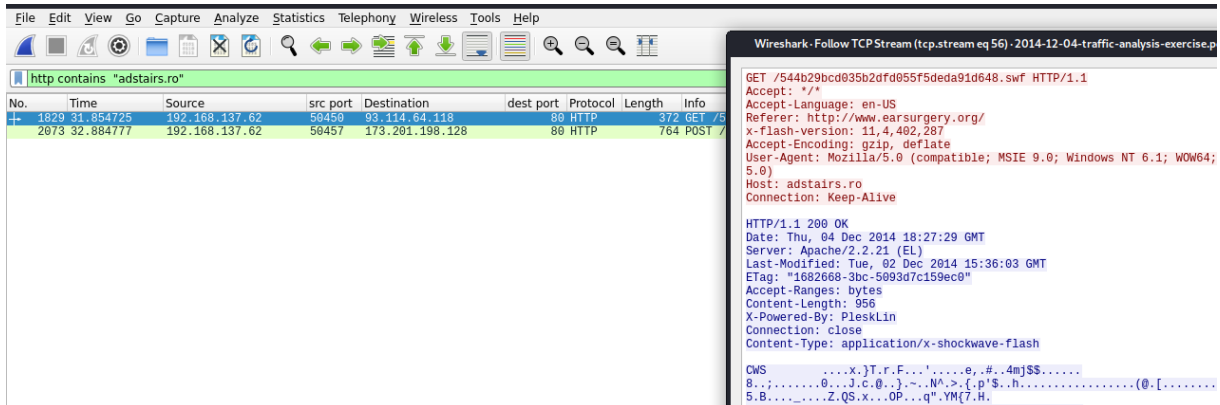 File Edit View Go Capture Analyze Statistics Telephony Wireless Tools Help
http contains "adstairs.ro"
No. Time Source src port Destination dest port Protocol Length Info
1829 31.854725 192.168.137.62 50450 93.114.64.118 80 HTTP 372 GET /5
2073 32.884777 192.168.137.62 50457 173.201.198.128 80 HTTP 764 POST /
Wireshark · Follow TCP Stream (tcp.stream eq 56) · 2014-12-04-traffic-analysis-exercise.p
GET /544b29bcd035b2dfd055f5deda91d648.swf HTTP/1.1
Accept: */*
Accept-Language: en-US
Referer: http://www.earsurgery.org/
x-flash-version: 11,4,402,287
Accept-Encoding: gzip, deflate
User-Agent: Mozilla/5.0 (compatible; MSIE 9.0; Windows NT 6.1; WOW64;
5.0)
Host: adstairs.ro
Connection: Keep-Alive
HTTP/1.1 200 OK
Date: Thu, 04 Dec 2014 18:27:29 GMT
Server: Apache/2.2.21 (EL)
Last-Modified: Tue, 02 Dec 2014 15:36:03 GMT
ETag: "1682668-3bc-5093d7c159ec0"
Accept-Ranges: bytes
Content-Length: 956
X-Powered-By: PleskLin
Connection: close
Content-Type: application/x-shockwave-flash
CWS ....x.}T.r.F...'.....e,.#..4mj$$......
8..;.......0...J.c.@..}.~..N^.>.{.p'$..h.................(@.[........
5.B...._....Z.QS.x...OP...q".YM{7.H.